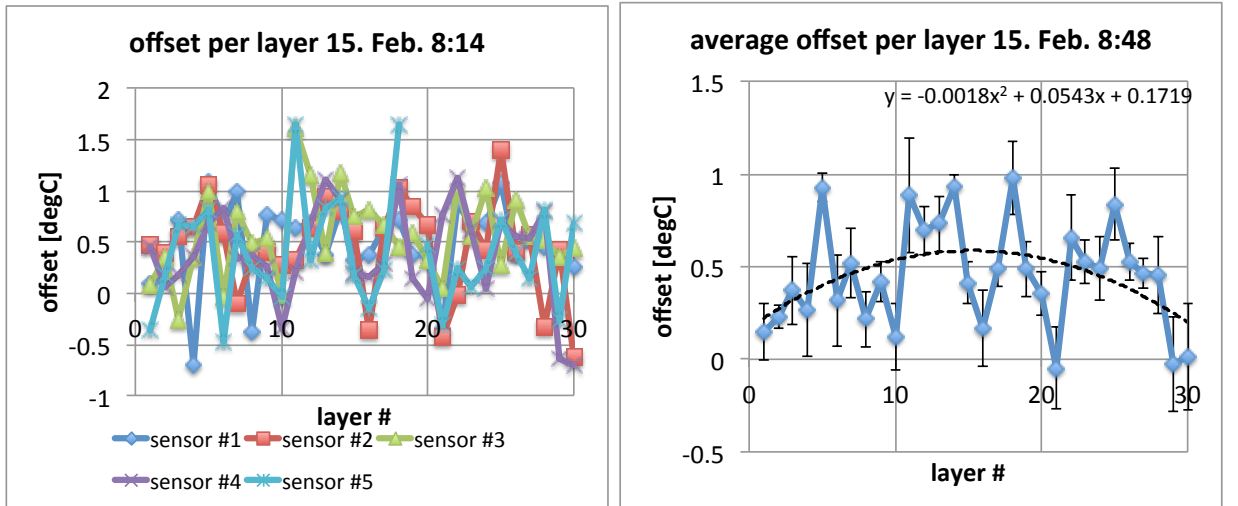 offset per layer 15. Feb. 8:14
2
1.5
1
0.5
0
-0.5
-1
0 10 20 30
offset [degC]
layer #
sensor #1 sensor #2 sensor #3
sensor #4 sensor #5
average offset per layer 15. Feb. 8:48
y = -0.0018x² + 0.0543x + 0.1719
1.5
1
0.5
0
-0.5
0 10 20 30
offset [degC]
layer #